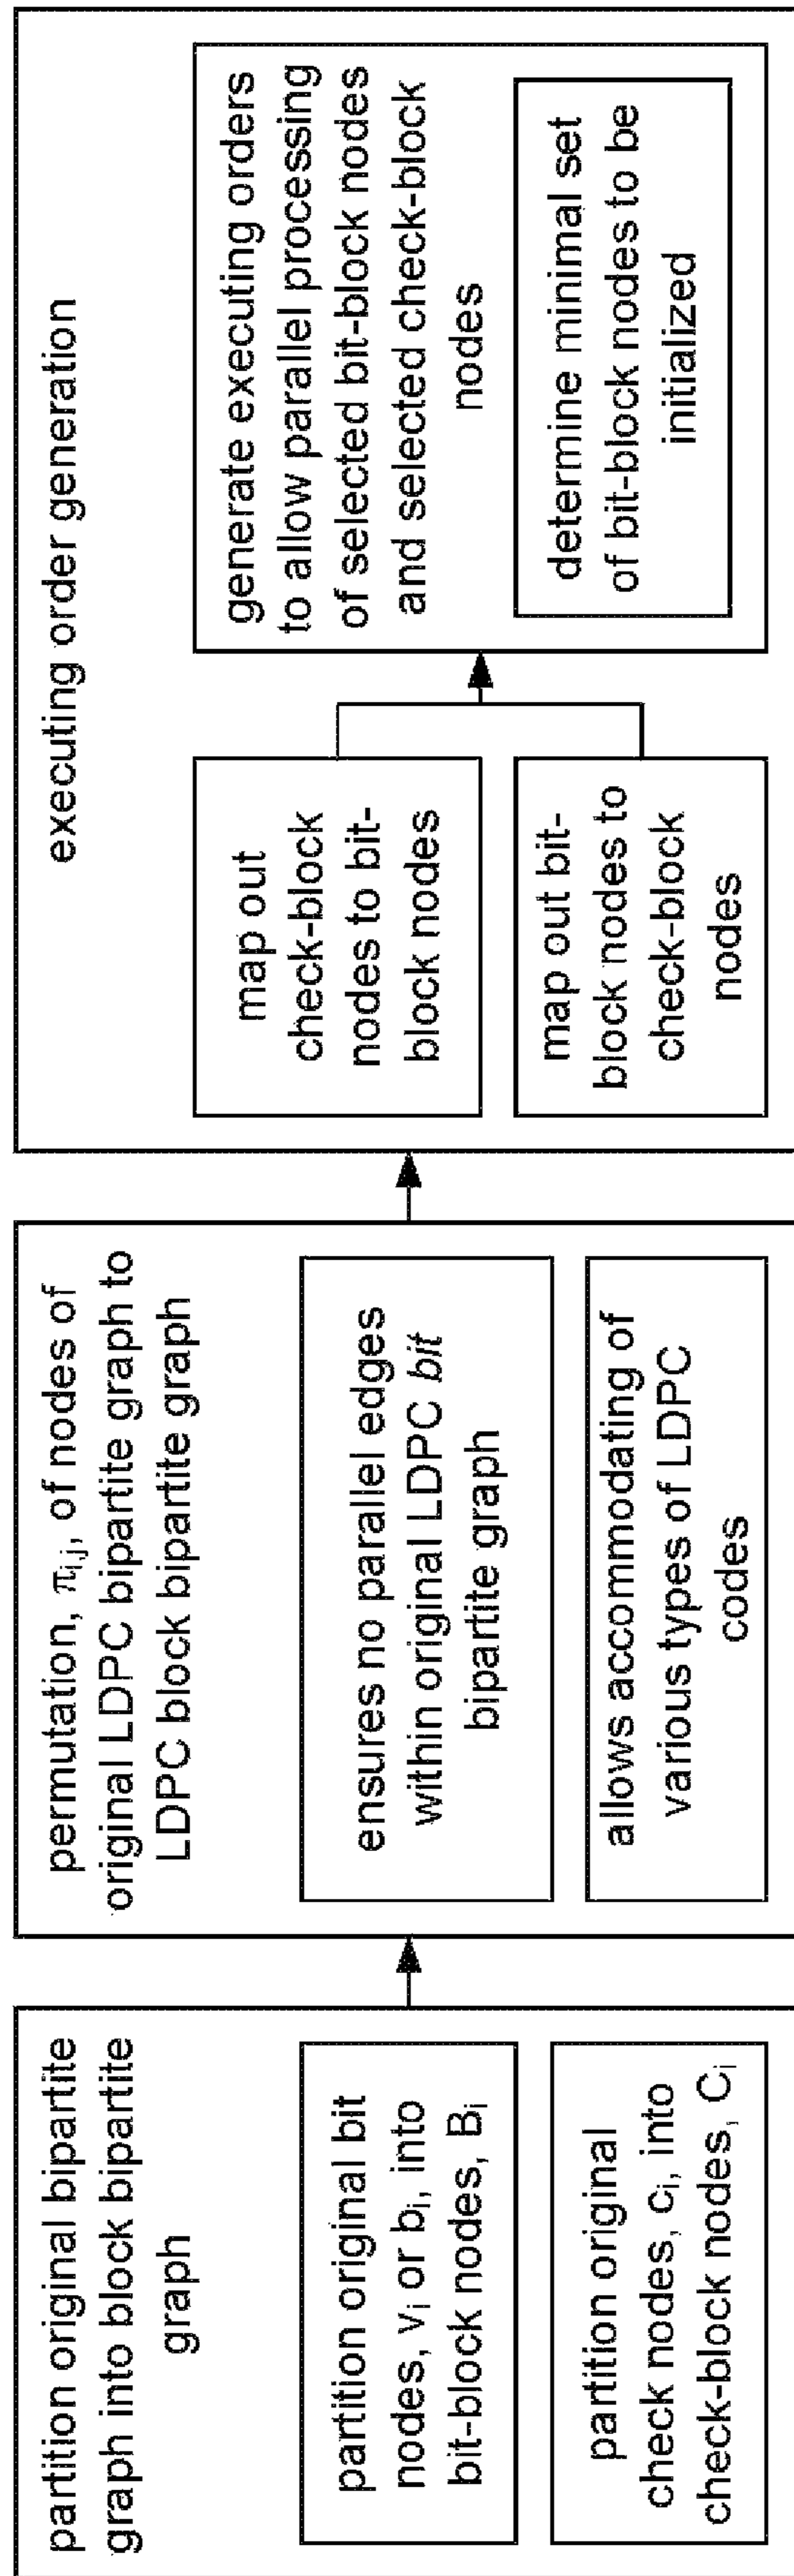 partition original bipartite
graph into block bipartite
graph
partition original bit
nodes, vi or bi, into
bit-block nodes, Bi
partition original
check nodes, ci, into
check-block nodes, Ci
permutation, πi,j, of nodes of
original LDPC bipartite graph to
LDPC block bipartite graph
ensures no parallel edges
within original LDPC bit
bipartite graph
allows accommodating of
various types of LDPC
codes
executing order generation
map out
check-block
nodes to bit-
block nodes
map out bit-
block nodes to
check-block
nodes
generate executing orders
to allow parallel processing
of selected bit-block nodes
and selected check-block
nodes
determine minimal set
of bit-block nodes to be
initialized